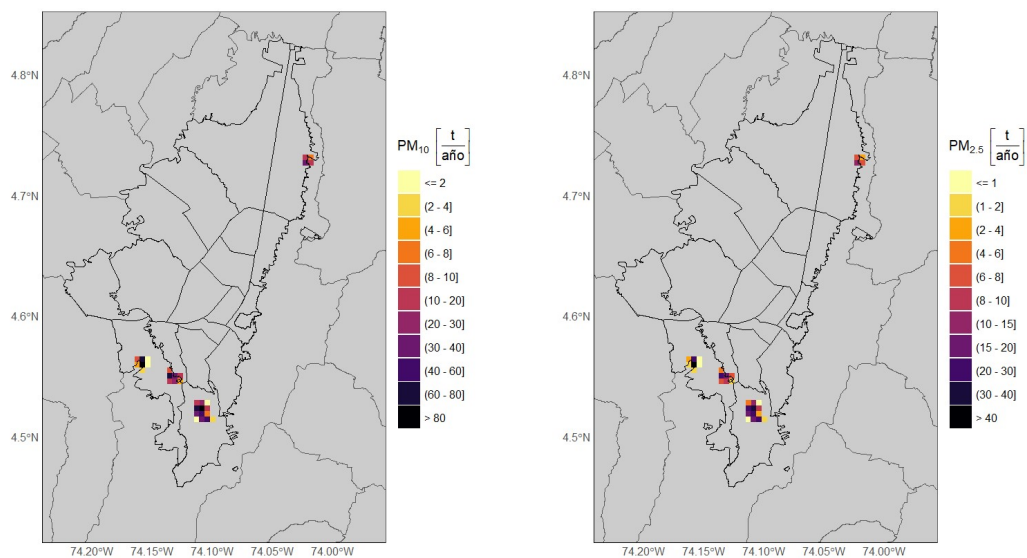 PM10 [t/año]
<= 2
(2 - 4]
(4 - 6]
(6 - 8]
(8 - 10]
(10 - 20]
(20 - 30]
(30 - 40]
(40 - 60]
(60 - 80]
> 80
4.8°N
4.7°N
4.6°N
4.5°N
74.20°W 74.15°W 74.10°W 74.05°W 74.00°W
PM2.5 [t/año]
<= 1
(1 - 2]
(2 - 4]
(4 - 6]
(6 - 8]
(8 - 10]
(10 - 15]
(15 - 20]
(20 - 30]
(30 - 40]
> 40
4.8°N
4.7°N
4.6°N
4.5°N
74.20°W 74.15°W 74.10°W 74.05°W 74.00°W